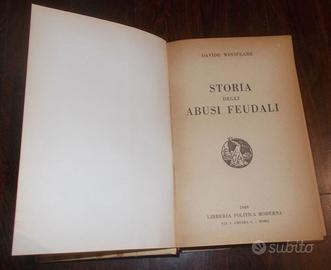 DAVIDE WINSPEARE
STORIA
DEGLI
ABUSI FEUDALI
LIBRERIA POLITICA MODERNA
subito